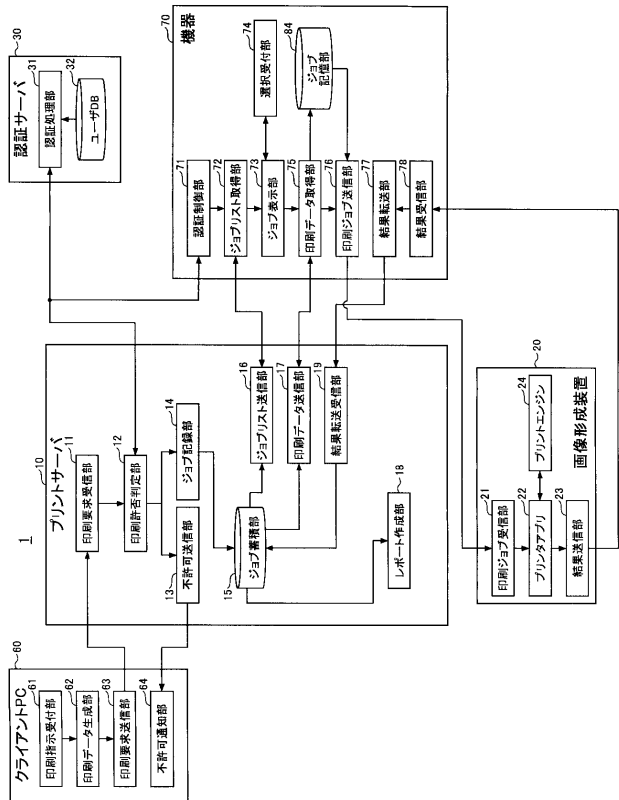 1
60
クライアントPC
61
印刷指示受付部
62
印刷データ生成部
63
印刷要求送信部
64
不許可通知部
10
プリントサーバ
11
印刷要求受信部
12
印刷許否判定部
13
不許可送信部
14
ジョブ記録部
15
ジョブ蓄積部
16
ジョブリスト送信部
17
印刷データ送信部
19
結果転送受信部
18
レポート作成部
30
認証サーバ
31
認証処理部
32
ユーザDB
70
機器
71
認証制御部
72
ジョブリスト取得部
73
ジョブ表示部
74
選択受付部
75
印刷データ取得部
84
ジョブ
記憶部
76
印刷ジョブ送信部
77
結果転送部
78
結果受信部
20
画像形成装置
21
印刷ジョブ受信部
22
プリンタアプリ
23
結果送信部
24
プリントエンジン